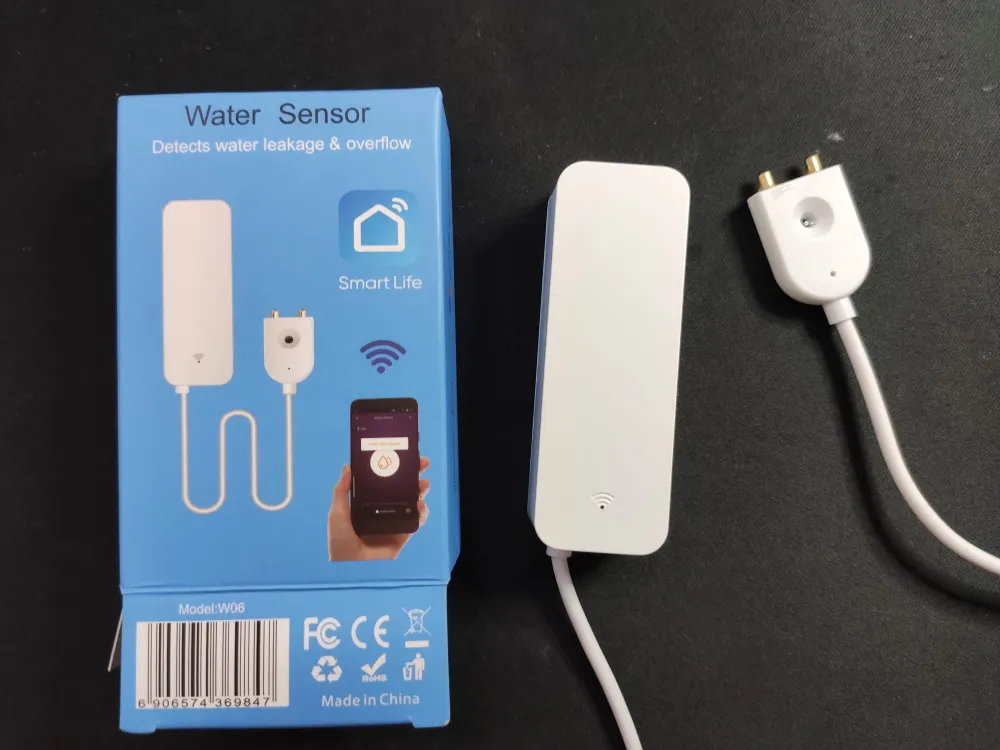 Water Sensor
Detects water leakage & overflow
Smart Life
Model:W06
FC CE
RoHS
6 906574 369847
Made in China